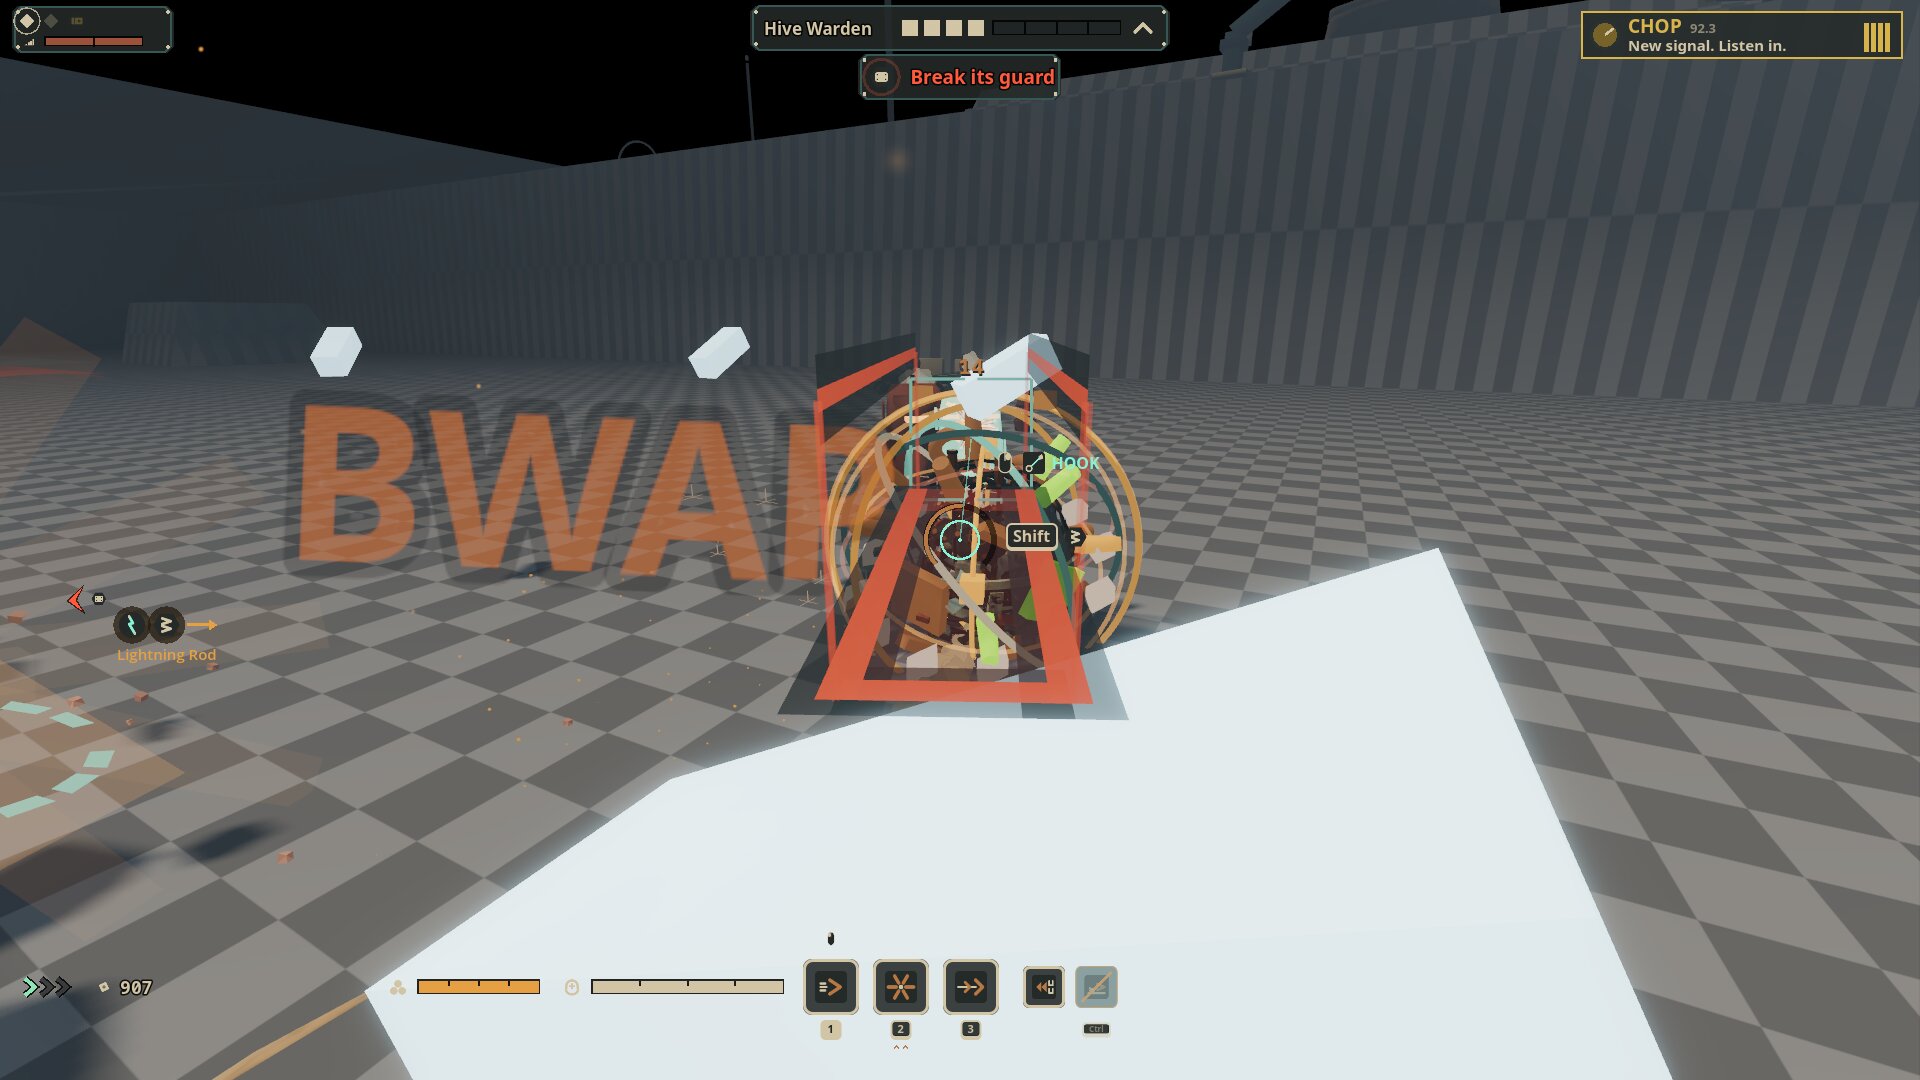 Hive Warden
Break its guard
CHOP 92.3
New signal. Listen in.
14
BWAR
HOOK
Shift
W
W
Lightning Rod
907
1
2
3
Ctrl